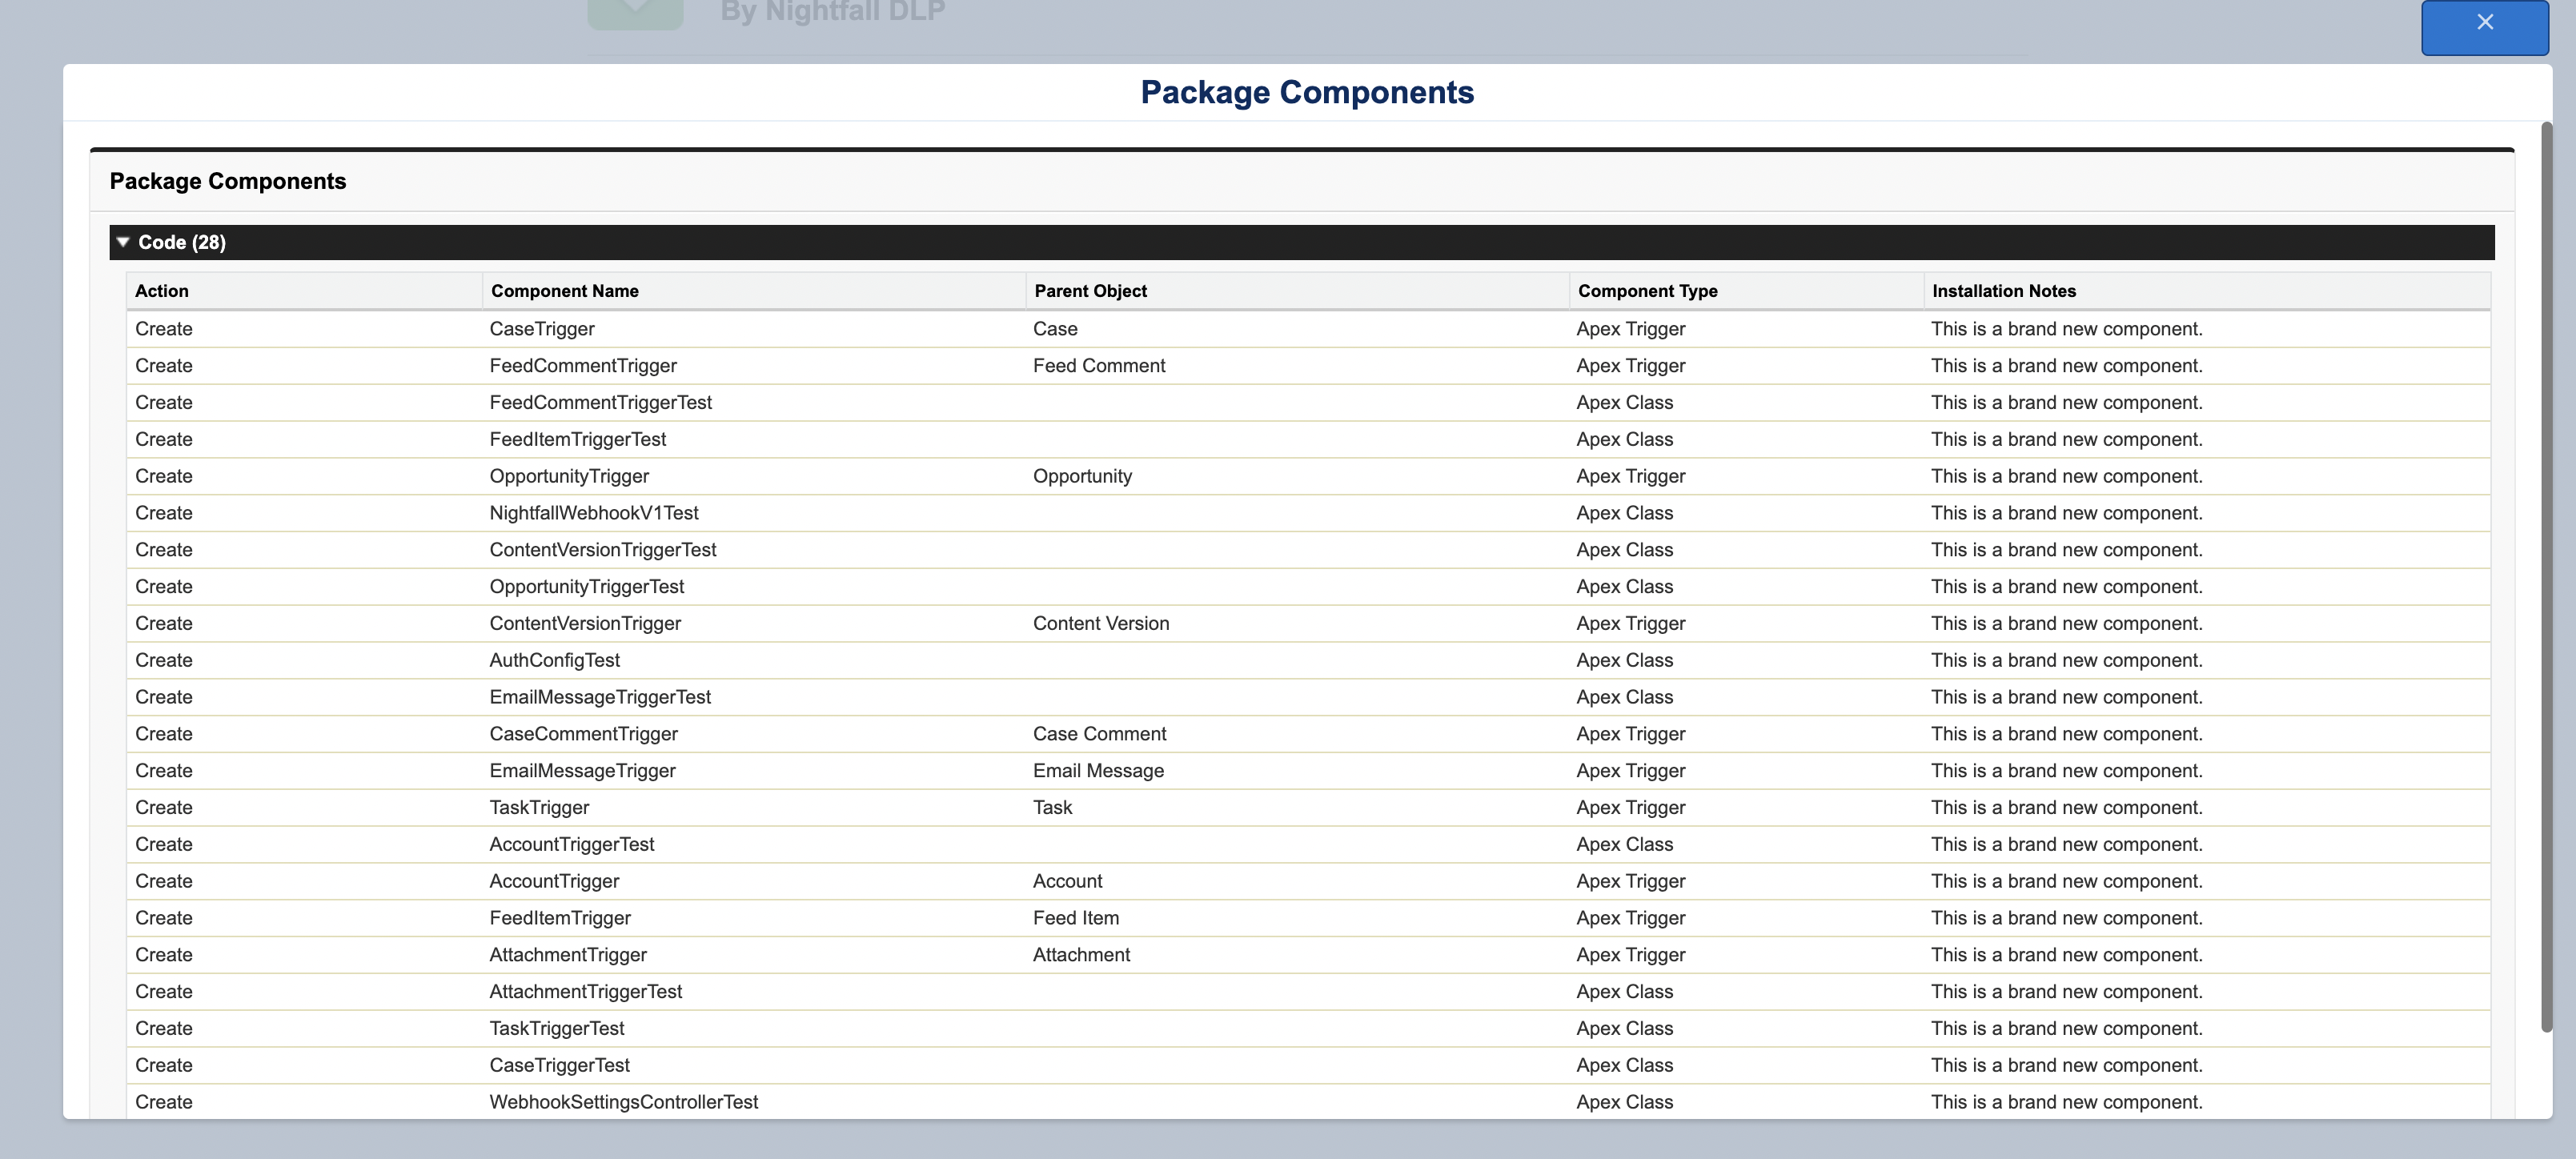 By Nightfall DLP
Package Components
Package Components
Code (28)
Action Component Name Parent Object Component Type Installation Notes
Create CaseTrigger Case Apex Trigger This is a brand new component.
Create FeedCommentTrigger Feed Comment Apex Trigger This is a brand new component.
Create FeedCommentTriggerTest Apex Class This is a brand new component.
Create FeedItemTriggerTest Apex Class This is a brand new component.
Create OpportunityTrigger Opportunity Apex Trigger This is a brand new component.
Create NightfallWebhookV1Test Apex Class This is a brand new component.
Create ContentVersionTriggerTest Apex Class This is a brand new component.
Create OpportunityTriggerTest Apex Class This is a brand new component.
Create ContentVersionTrigger Content Version Apex Trigger This is a brand new component.
Create AuthConfigTest Apex Class This is a brand new component.
Create EmailMessageTriggerTest Apex Class This is a brand new component.
Create CaseCommentTrigger Case Comment Apex Trigger This is a brand new component.
Create EmailMessageTrigger Email Message Apex Trigger This is a brand new component.
Create TaskTrigger Task Apex Trigger This is a brand new component.
Create AccountTriggerTest Apex Class This is a brand new component.
Create AccountTrigger Account Apex Trigger This is a brand new component.
Create FeedItemTrigger Feed Item Apex Trigger This is a brand new component.
Create AttachmentTrigger Attachment Apex Trigger This is a brand new component.
Create AttachmentTriggerTest Apex Class This is a brand new component.
Create TaskTriggerTest Apex Class This is a brand new component.
Create CaseTriggerTest Apex Class This is a brand new component.
Create WebhookSettingsControllerTest Apex Class This is a brand new component.